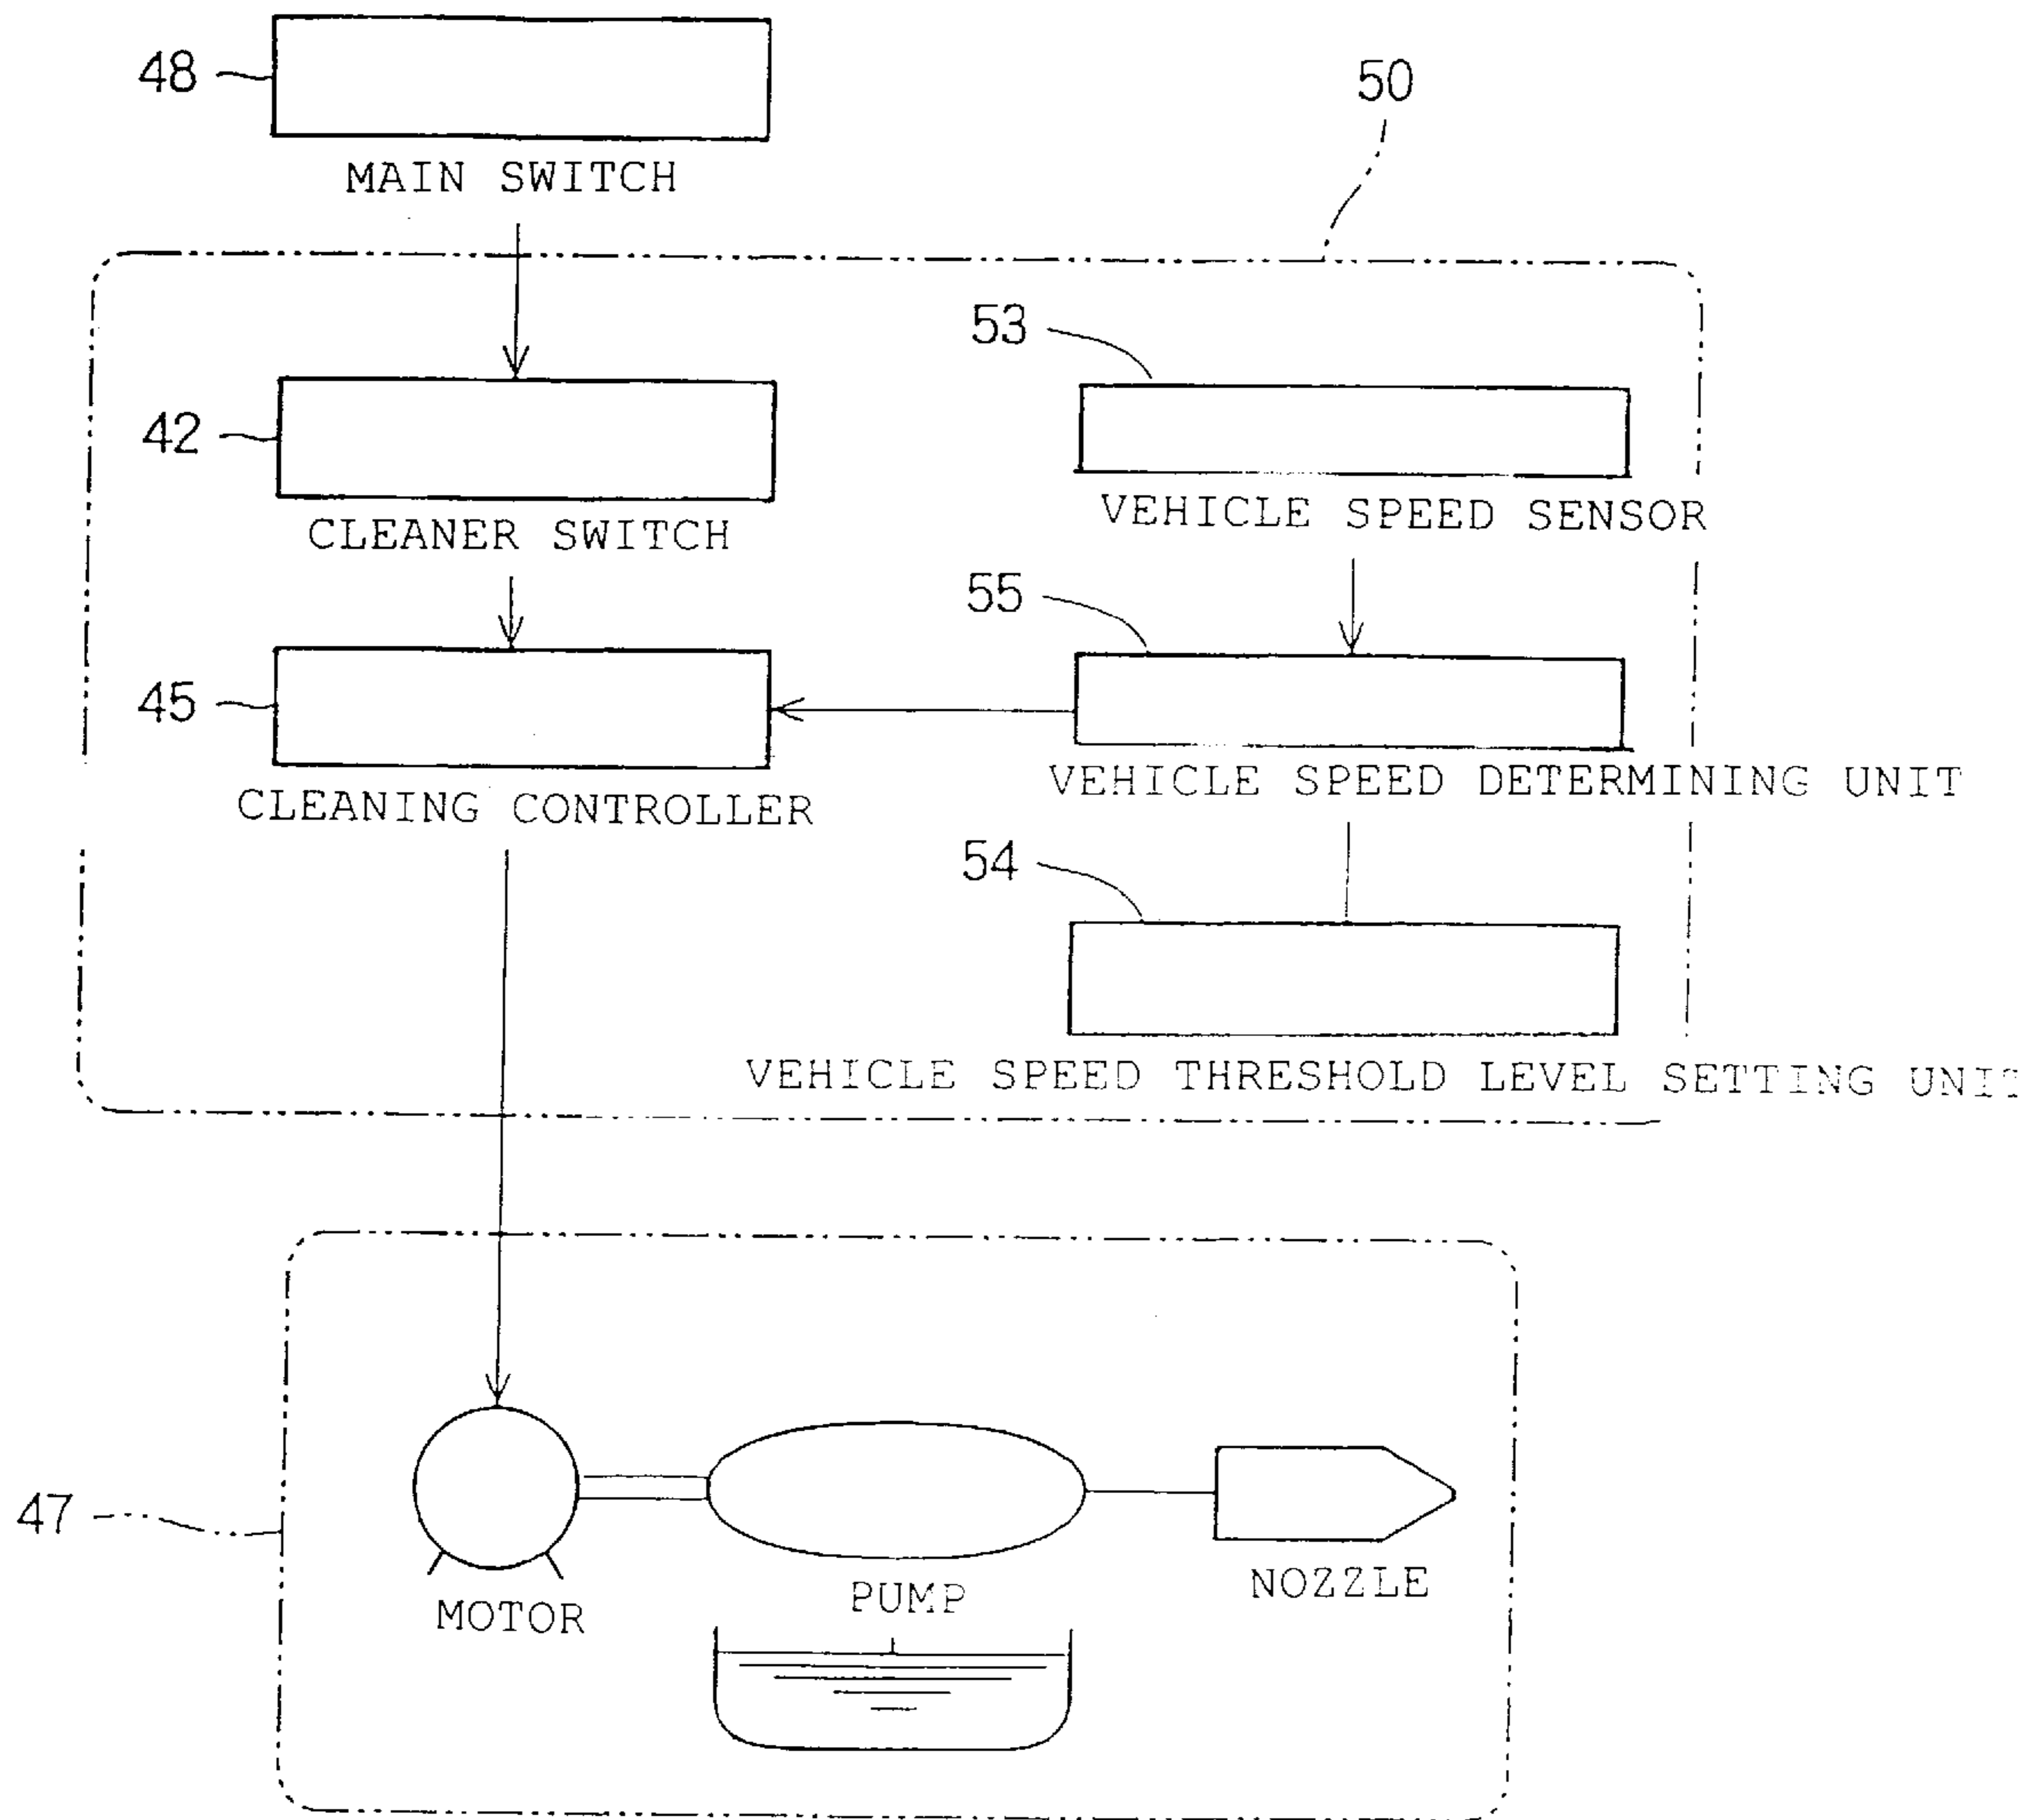 48
MAIN SWITCH
50
53
42
CLEANER SWITCH
VEHICLE SPEED SENSOR
55
45
CLEANING CONTROLLER
VEHICLE SPEED DETERMINING UNIT
54
VEHICLE SPEED THRESHOLD LEVEL SETTING UNIT
47
MOTOR
PUMP
NOZZLE